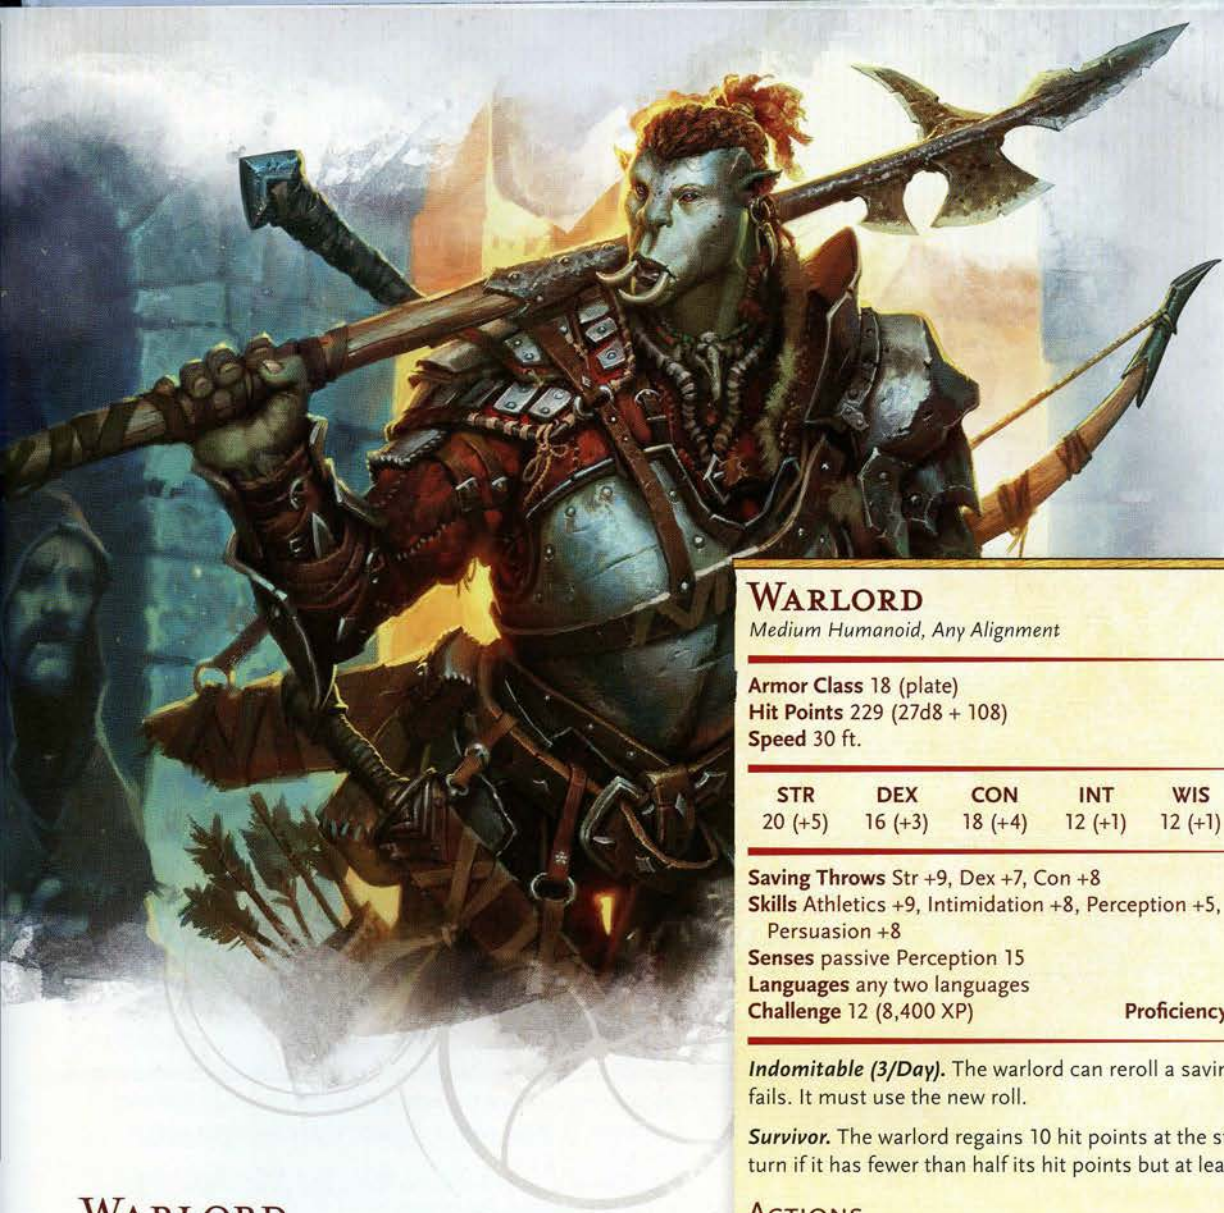 WARLORD
Medium Humanoid, Any Alignment
Armor Class 18 (plate)
Hit Points 229 (27d8 + 108)
Speed 30 ft.
STR DEX CON INT WIS
20 (+5) 16 (+3) 18 (+4) 12 (+1) 12 (+1)
Saving Throws Str +9, Dex +7, Con +8
Skills Athletics +9, Intimidation +8, Perception +5,
Persuasion +8
Senses passive Perception 15
Languages any two languages
Challenge 12 (8,400 XP) Proficiency
Indomitable (3/Day). The warlord can reroll a savin
fails. It must use the new roll.
Survivor. The warlord regains 10 hit points at the s
turn if it has fewer than half its hit points but at lea
ACTIONS
WARLORD